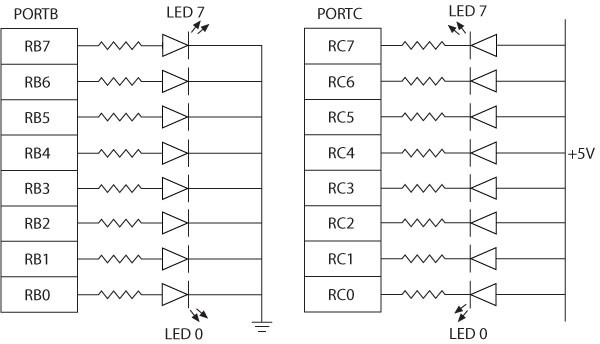 PORTB
LED 7
RB7
RB6
RB5
RB4
RB3
RB2
RB1
RB0
LED 0
PORTC
LED 7
RC7
RC6
RC5
RC4
RC3
RC2
RC1
RC0
+5V
LED 0